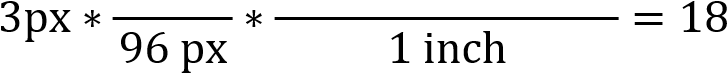 3px * ―――― * ―――――――― = 18
96 px 1 inch